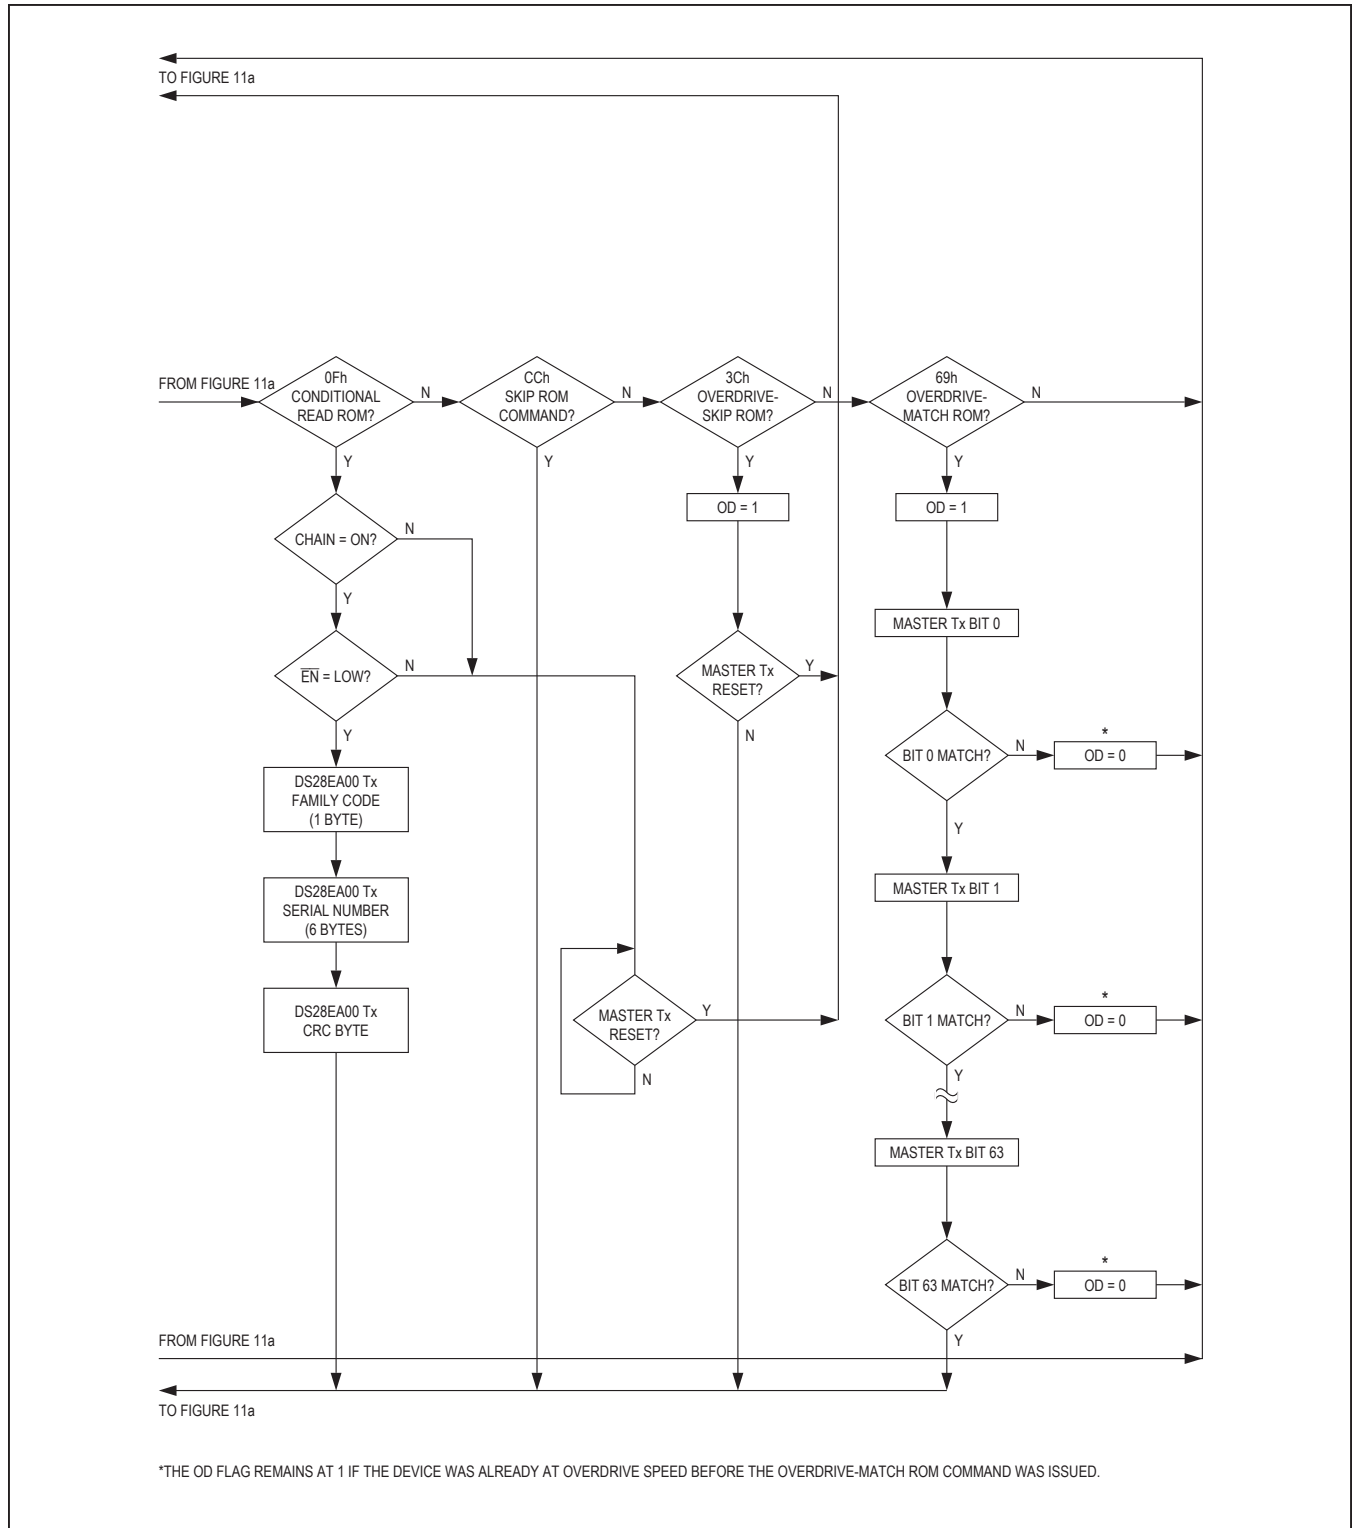 TO FIGURE 11a
FROM FIGURE 11a
0Fh
CONDITIONAL
READ ROM?
N
Y
CCh
SKIP ROM
COMMAND?
N
Y
3Ch
OVERDRIVE-
SKIP ROM?
N
Y
69h
OVERDRIVE-
MATCH ROM?
N
Y
CHAIN = ON?
N
Y
EN = LOW?
N
Y
DS28EA00 Tx
FAMILY CODE
(1 BYTE)
DS28EA00 Tx
SERIAL NUMBER
(6 BYTES)
DS28EA00 Tx
CRC BYTE
MASTER Tx
RESET?
Y
N
OD = 1
MASTER Tx
RESET?
Y
N
OD = 1
MASTER Tx BIT 0
BIT 0 MATCH?
N
*
OD = 0
Y
MASTER Tx BIT 1
BIT 1 MATCH?
N
*
OD = 0
Y
MASTER Tx BIT 63
BIT 63 MATCH?
N
*
OD = 0
Y
FROM FIGURE 11a
TO FIGURE 11a
*THE OD FLAG REMAINS AT 1 IF THE DEVICE WAS ALREADY AT OVERDRIVE SPEED BEFORE THE OVERDRIVE-MATCH ROM COMMAND WAS ISSUED.